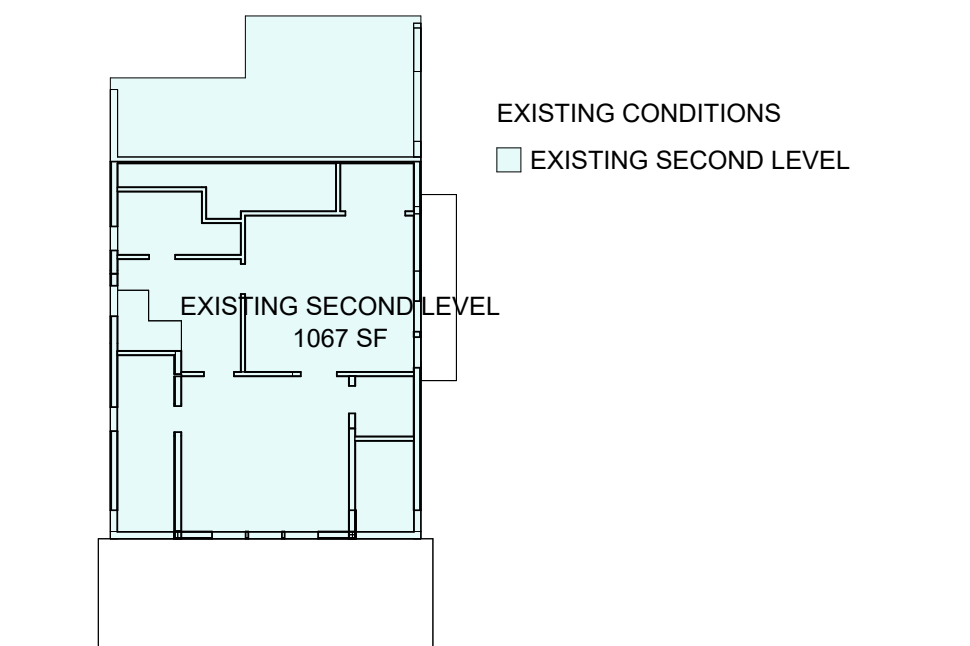 EXISTING CONDITIONS
EXISTING SECOND LEVEL
EXISTING SECOND LEVEL
1067 SF